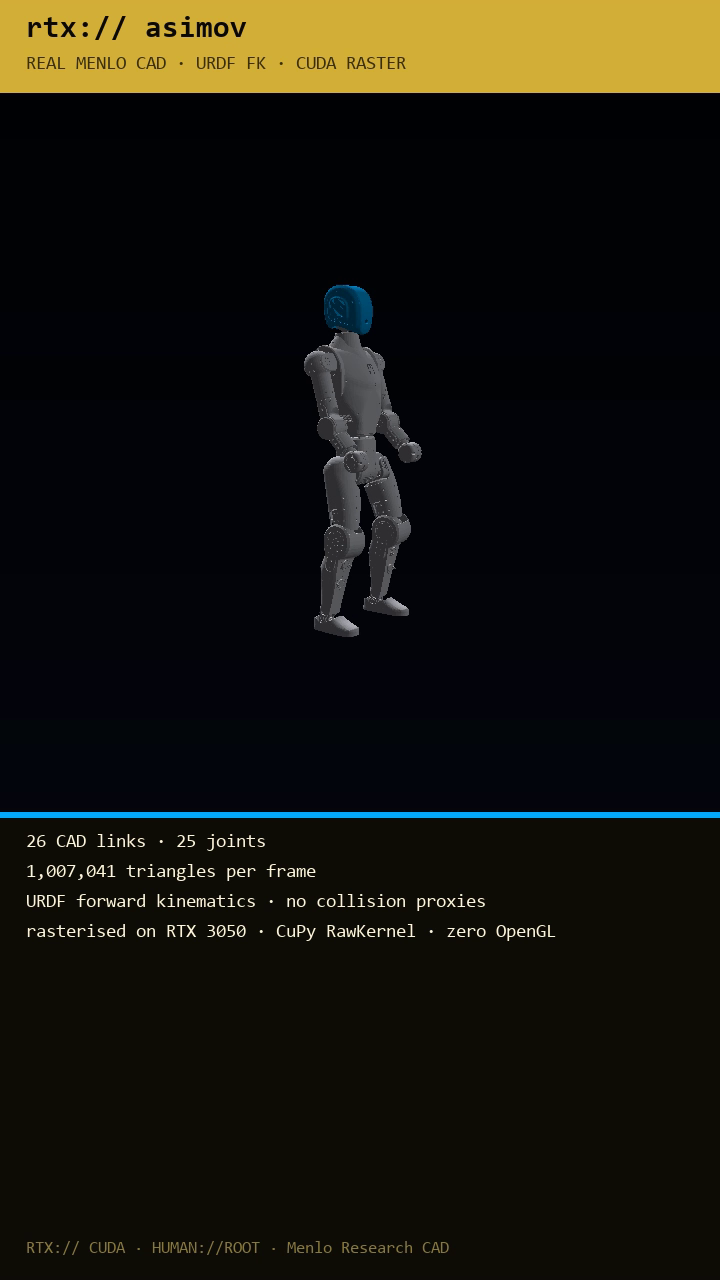 rtx:// asimov
REAL MENLO CAD · URDF FK · CUDA RASTER
26 CAD links · 25 joints
1,007,041 triangles per frame
URDF forward kinematics · no collision proxies
rasterised on RTX 3050 · CuPy RawKernel · zero OpenGL
RTX:// CUDA · HUMAN://ROOT · Menlo Research CAD